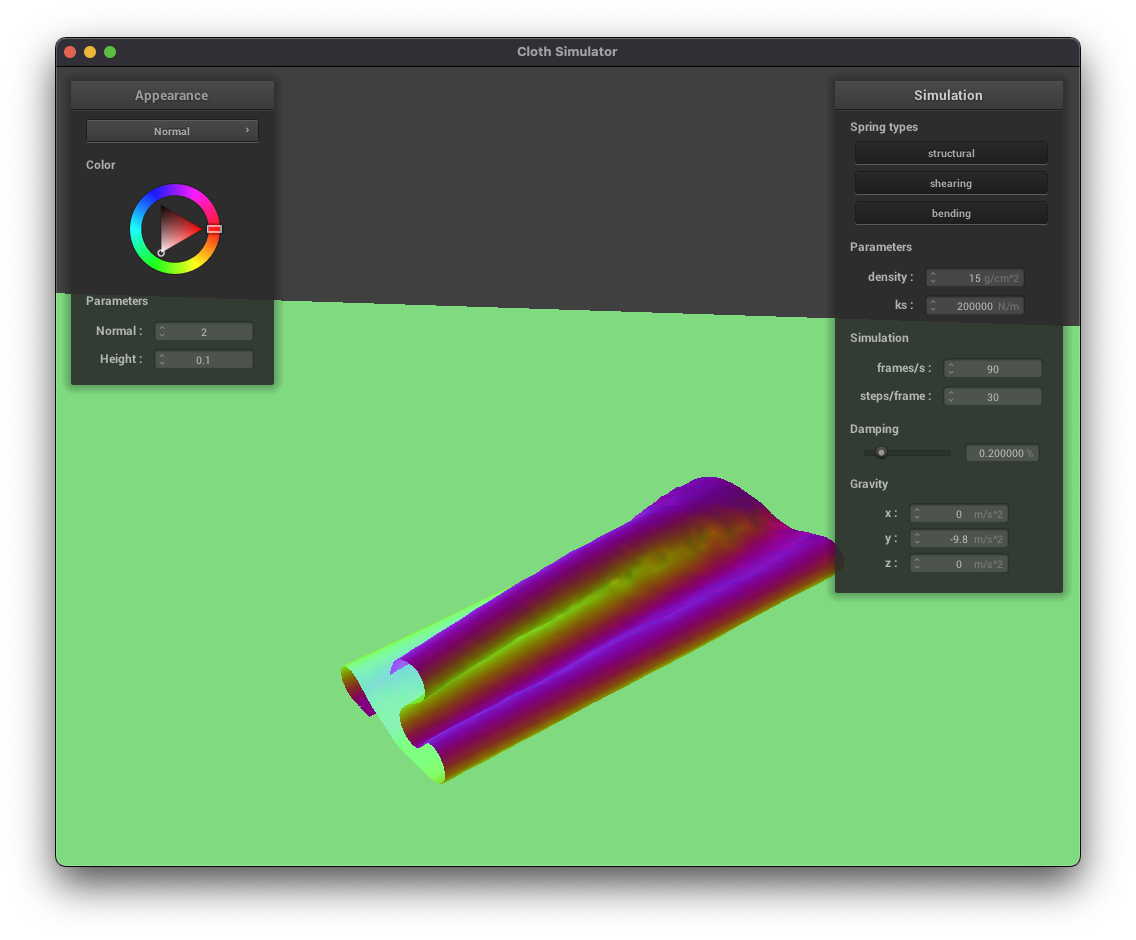 Cloth Simulator
Appearance
Normal ›
Color
Parameters
Normal : 2
Height : 0.1
Simulation
Spring types
structural
shearing
bending
Parameters
density : 15 g/cm^2
ks : 200000 N/m
Simulation
frames/s : 90
steps/frame : 30
Damping
0.200000 %
Gravity
x : 0 m/s^2
y : -9.8 m/s^2
z : 0 m/s^2